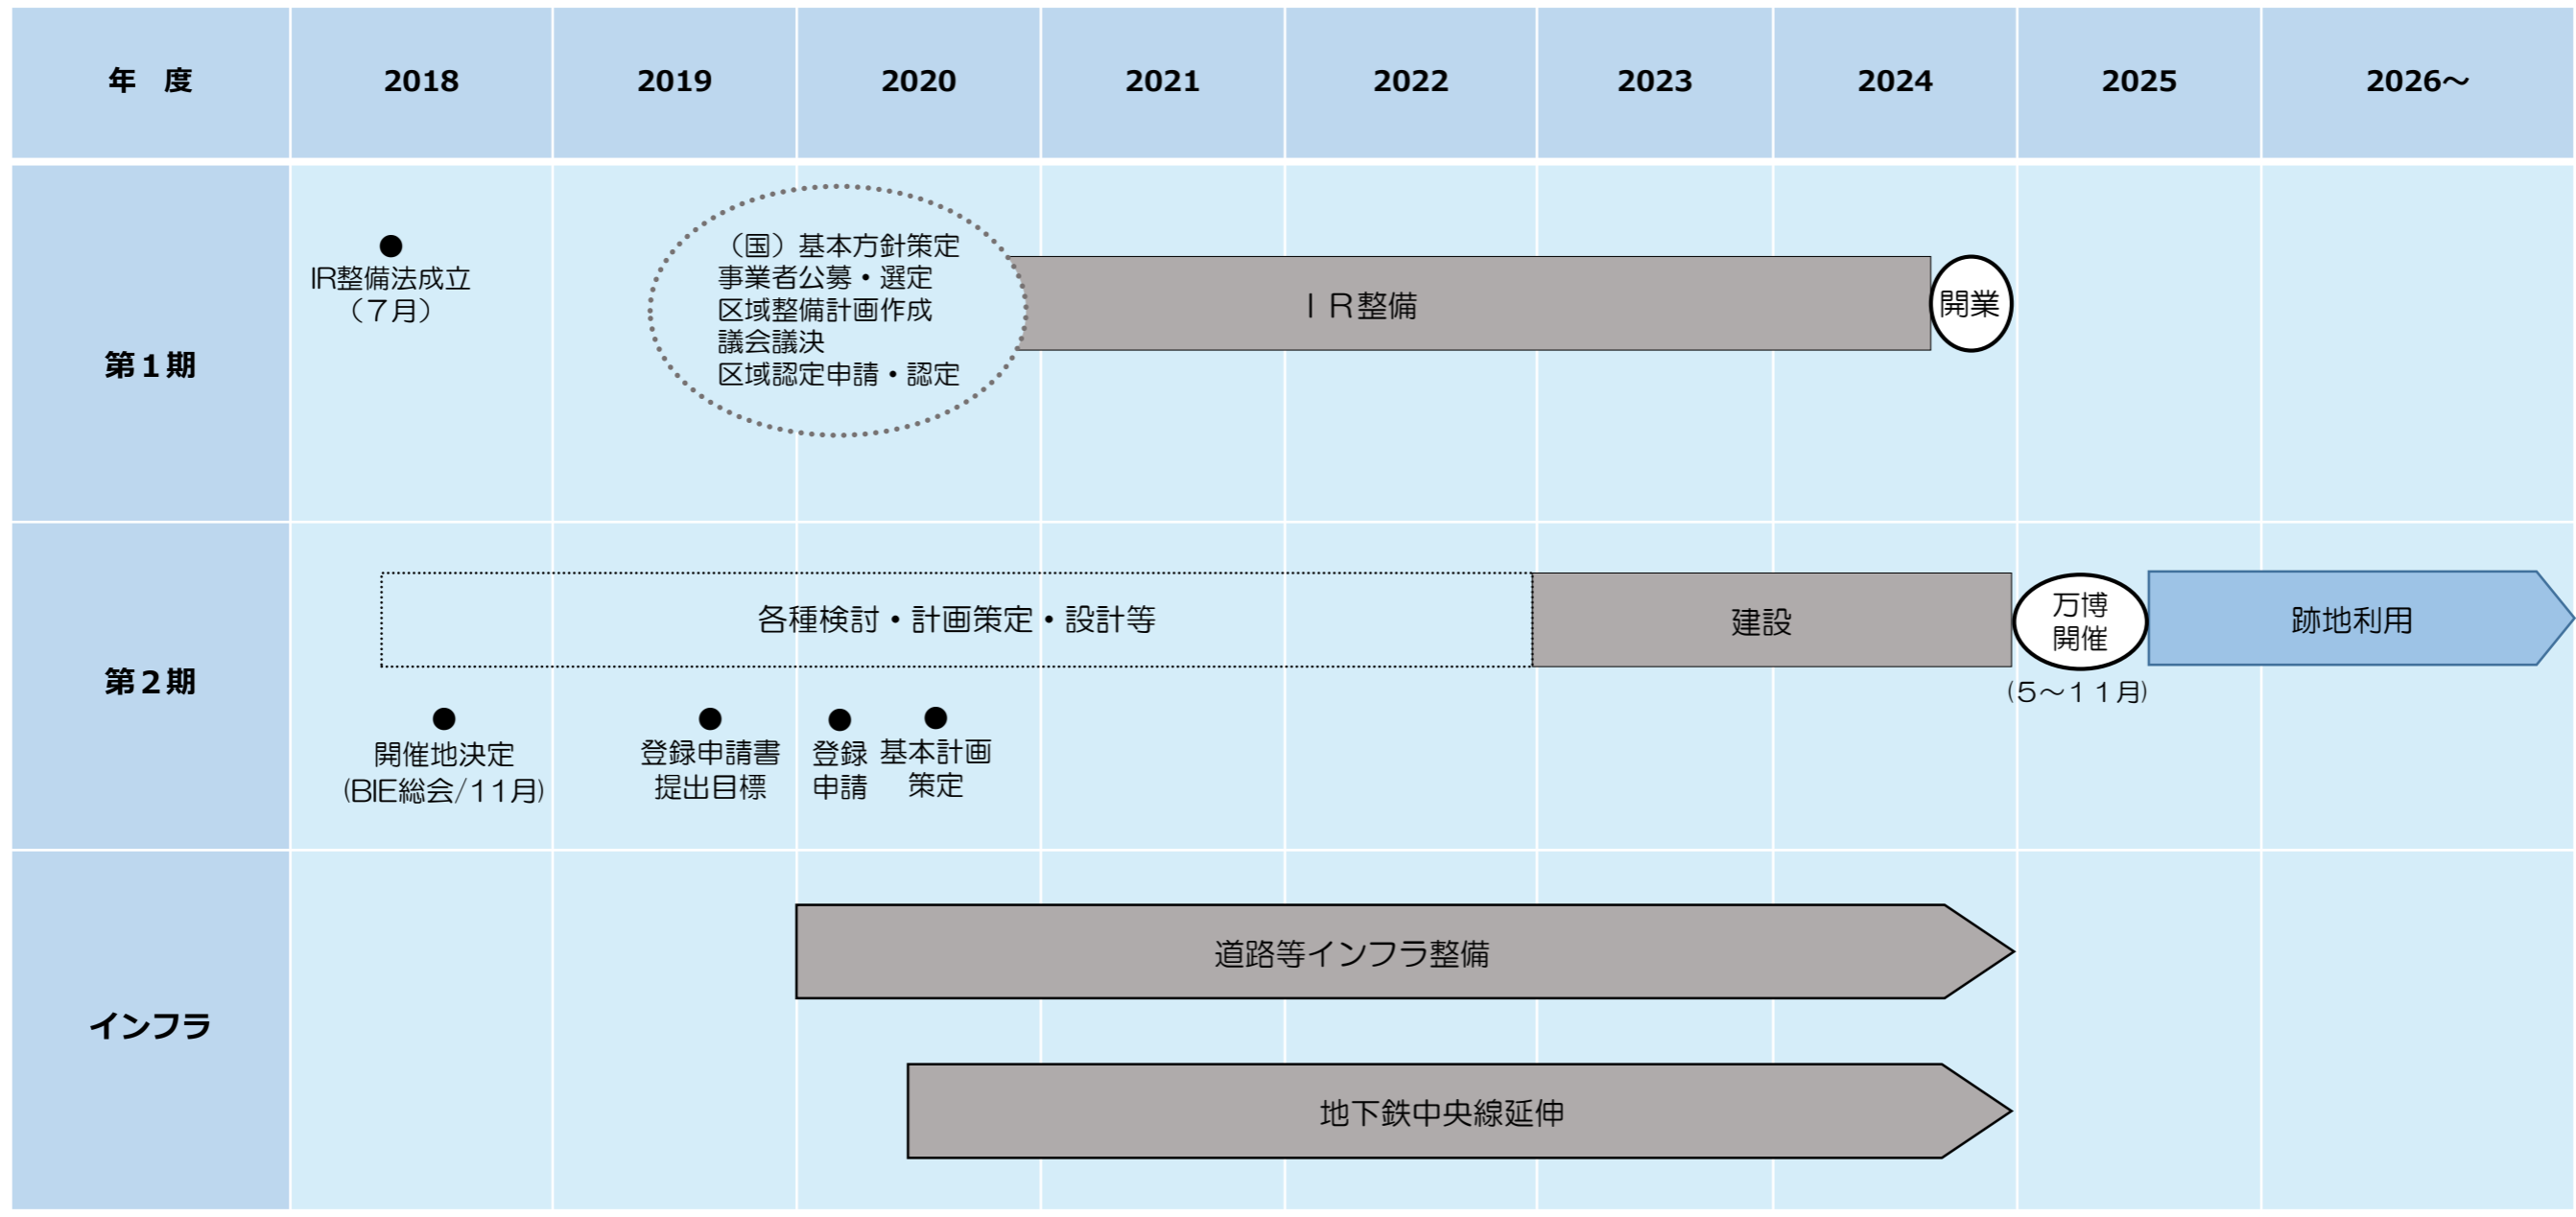 年　度
2018
2019
2020
2021
2022
2023
2024
2025
2026～
第１期
●
IR整備法成立
（７月）
（国）基本方針策定
事業者公募・選定
区域整備計画作成
議会議決
区域認定申請・認定
ＩＲ整備
開業
第２期
各種検討・計画策定・設計等
建設
万博
開催
(５～１１月)
跡地利用
●
開催地決定
(BIE総会/11月)
●
登録申請書
提出目標
●
登録
申請
●
基本計画
策定
インフラ
道路等インフラ整備
地下鉄中央線延伸